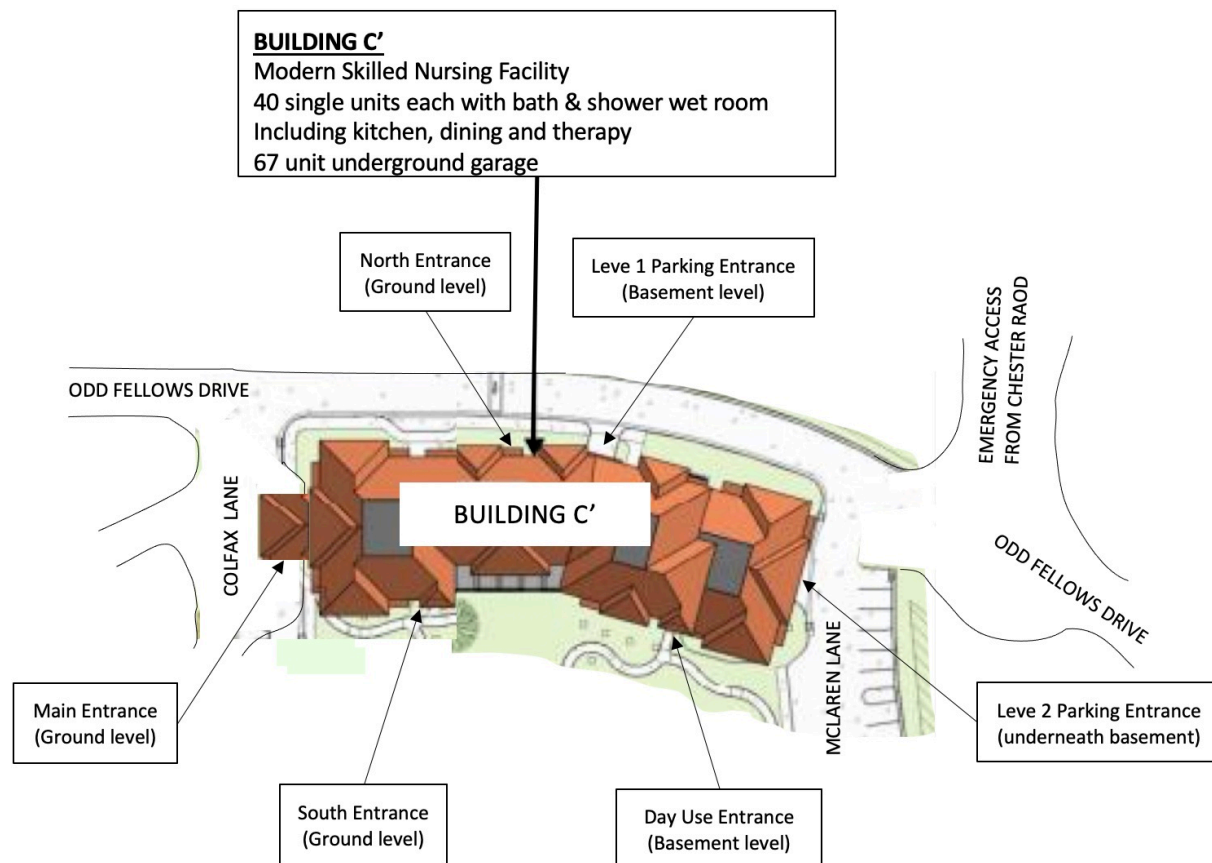 BUILDING C’
Modern Skilled Nursing Facility
40 single units each with bath & shower wet room
Including kitchen, dining and therapy
67 unit underground garage
North Entrance
(Ground level)
Leve 1 Parking Entrance
(Basement level)
EMERGENCY ACCESS
FROM CHESTER RAOD
ODD FELLOWS DRIVE
COLFAX LANE
BUILDING C’
ODD FELLOWS DRIVE
MCLAREN LANE
Main Entrance
(Ground level)
Leve 2 Parking Entrance
(underneath basement)
South Entrance
(Ground level)
Day Use Entrance
(Basement level)